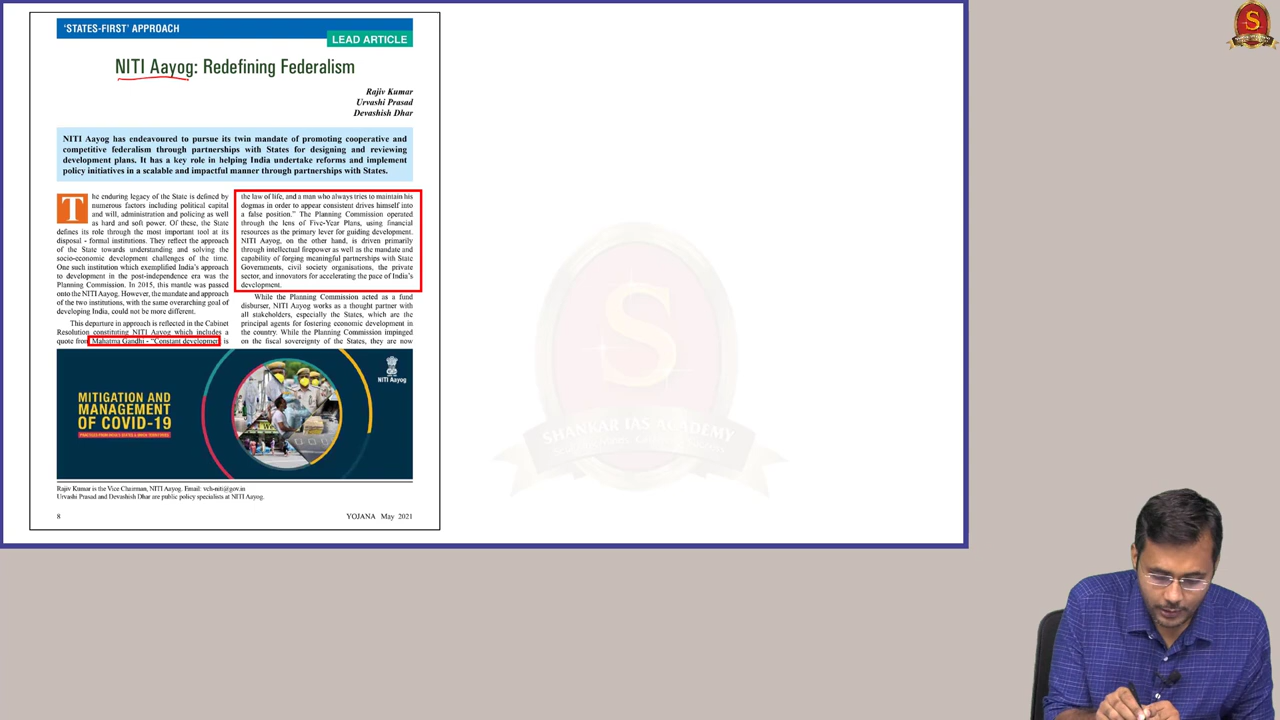 'STATES-FIRST' APPROACH
LEAD ARTICLE
NITI Aayog: Redefining Federalism
Rajiv Kumar
Urvashi Prasad
Devashish Dhar
NITI Aayog has endeavoured to pursue its twin mandate of promoting cooperative and
competitive federalism through partnerships with States for designing and reviewing
development plans. It has a key role in helping India undertake reforms and implement
policy initiatives in a scalable and impactful manner through partnerships with States.
The enduring legacy of the State is defined by
numerous factors including political capital
and will, administration and policing as well
as hard and soft power. Of these, the State
defines its role through the most important tool at its
disposal - formal institutions. They reflect the approach
of the State towards understanding and solving the
socio-economic development challenges of the time.
One such institution which exemplified India's approach
to development in the post-independence era was the
Planning Commission. In 2015, this mantle was passed
onto the NITI Aayog. However, the mandate and approach
of the two institutions, with the same overarching goal of
developing India, could not be more different.
This departure in approach is reflected in the Cabinet
Resolution constituting NITI Aayog which includes a
quote from Mahatma Gandhi - "Constant development is
the law of life, and a man who always tries to maintain his
dogmas in order to appear consistent drives himself into
a false position." The Planning Commission operated
through the lens of Five-Year Plans, using financial
resources as the primary lever for guiding development.
NITI Aayog, on the other hand, is driven primarily
through intellectual firepower as well as the mandate and
capability of forging meaningful partnerships with State
Governments, civil society organisations, the private
sector, and innovators for accelerating the pace of India's
development.
While the Planning Commission acted as a fund
disburser, NITI Aayog works as a thought partner with
all stakeholders, especially the States, which are the
principal agents for fostering economic development in
the country. While the Planning Commission impinged
on the fiscal sovereignty of the States, they are now
MITIGATION AND
MANAGEMENT
OF COVID-19
NITI Aayog
Rajiv Kumar is the Vice Chairman, NITI Aayog. Email: vch-niti@gov.in
Urvashi Prasad and Devashish Dhar are public policy specialists at NITI Aayog.
8
YOJANA May 2021
SHANKAR IAS ACADEMY
S